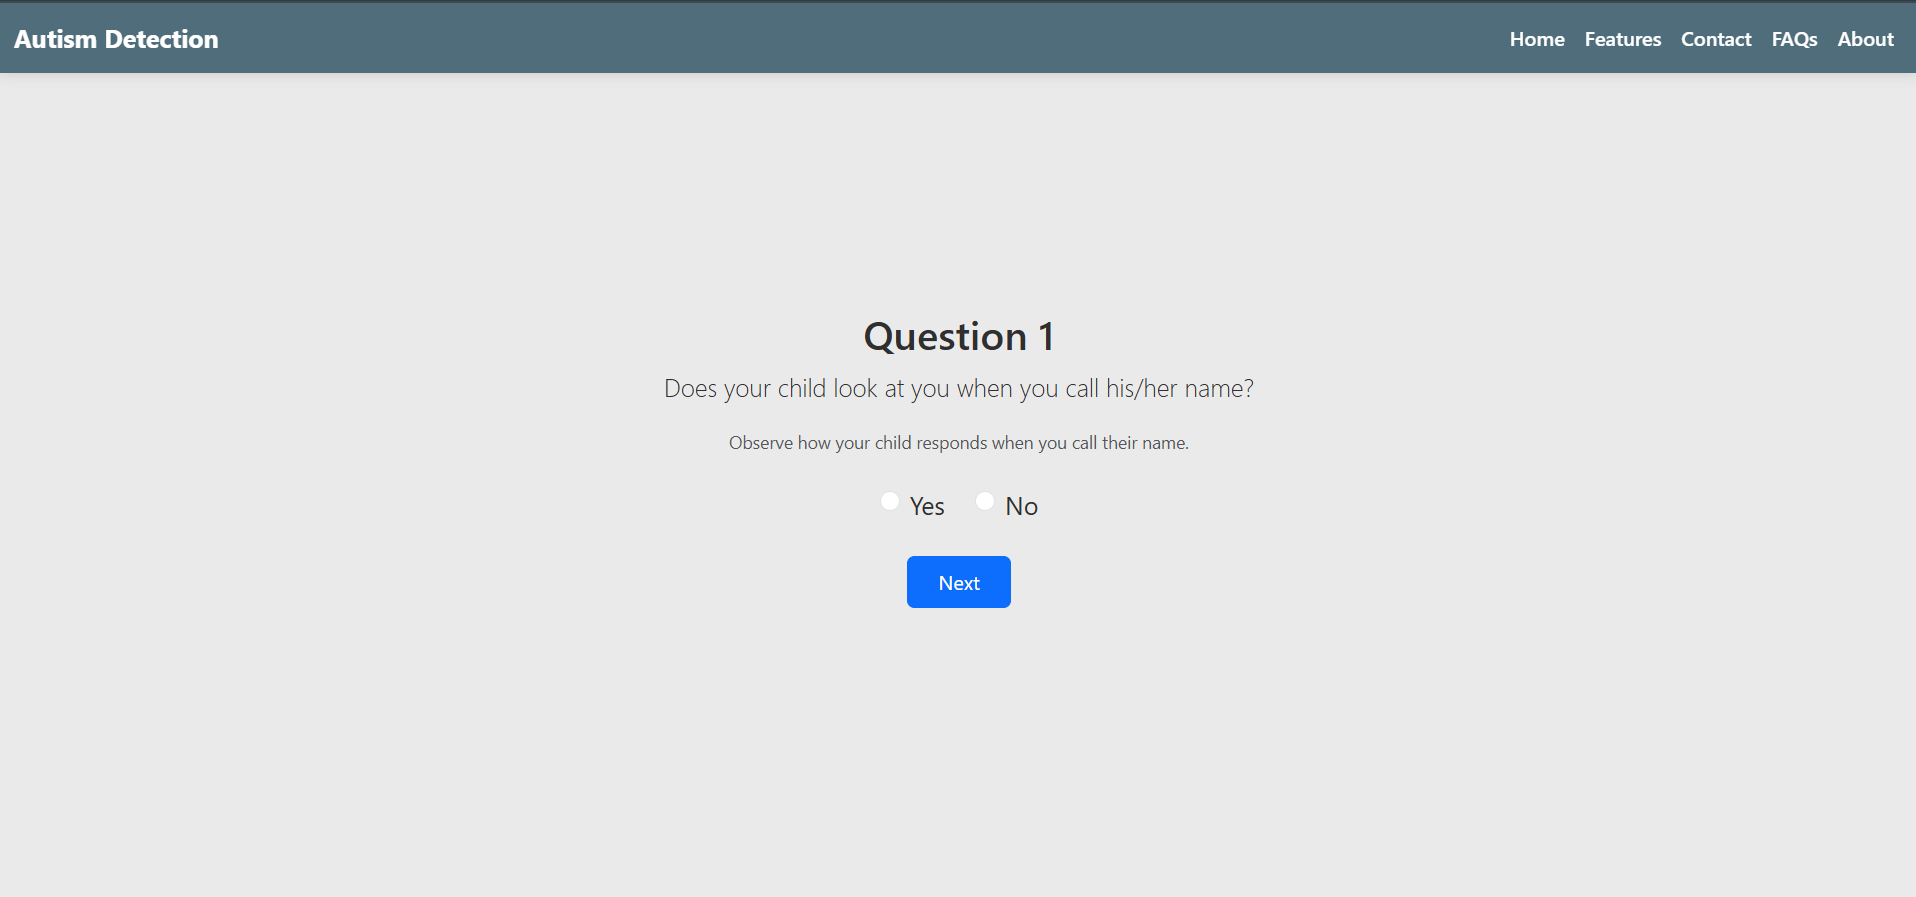 Autism Detection
Home Features Contact FAQs About
Question 1
Does your child look at you when you call his/her name?
Observe how your child responds when you call their name.
Yes No
Next